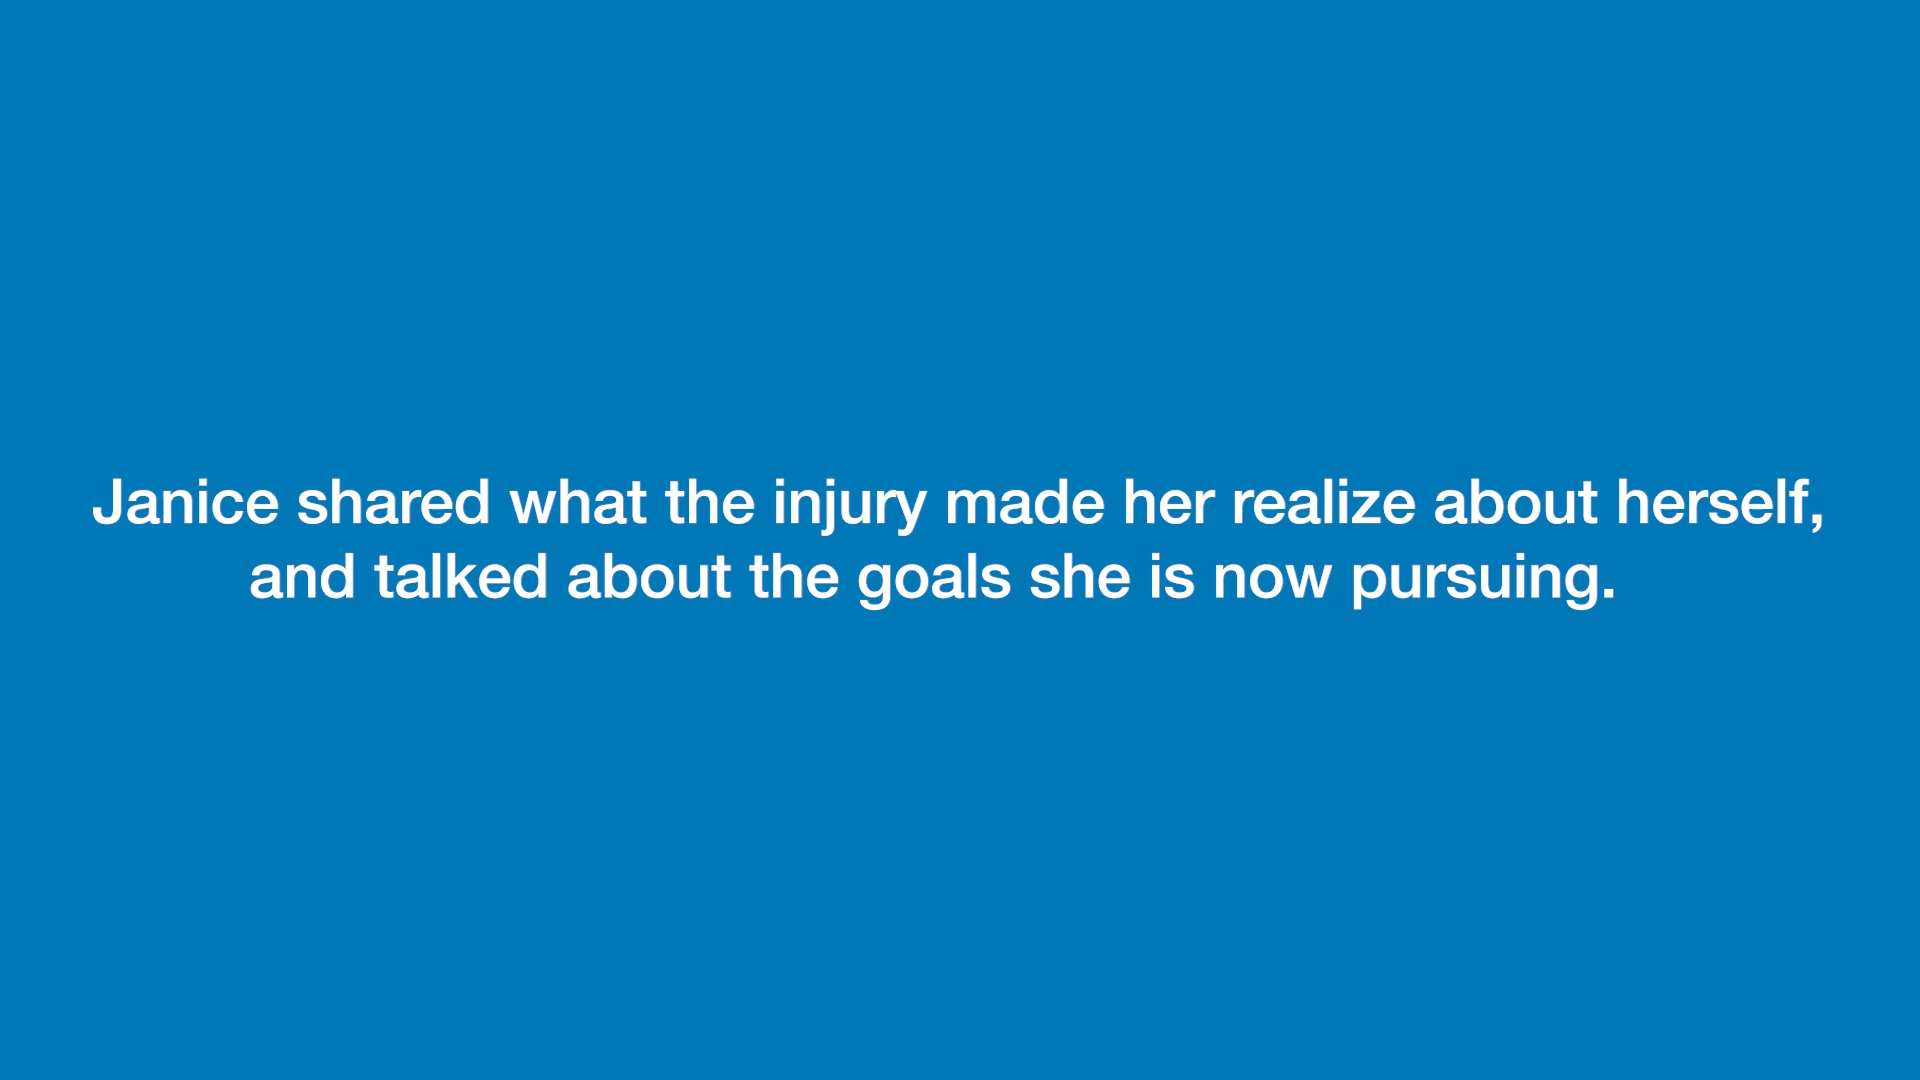 Janice shared what the injury made her realize about herself,
and talked about the goals she is now pursuing.